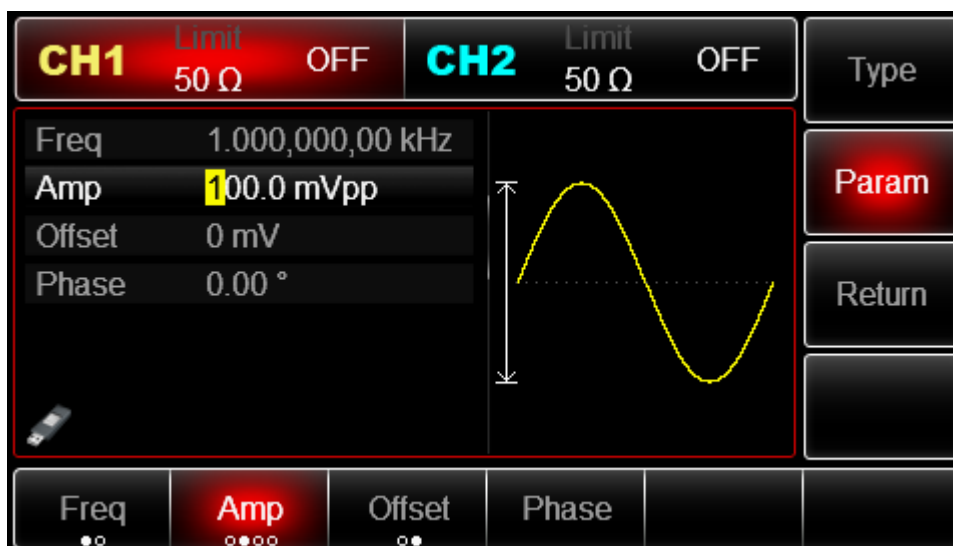 CH1 Limit 50 Ω OFF
CH2 Limit 50 Ω OFF
Type
Freq 1.000,000,00 kHz
Amp 100.0 mVpp
Offset 0 mV
Phase 0.00 °
Param
Return
Freq Amp Offset Phase